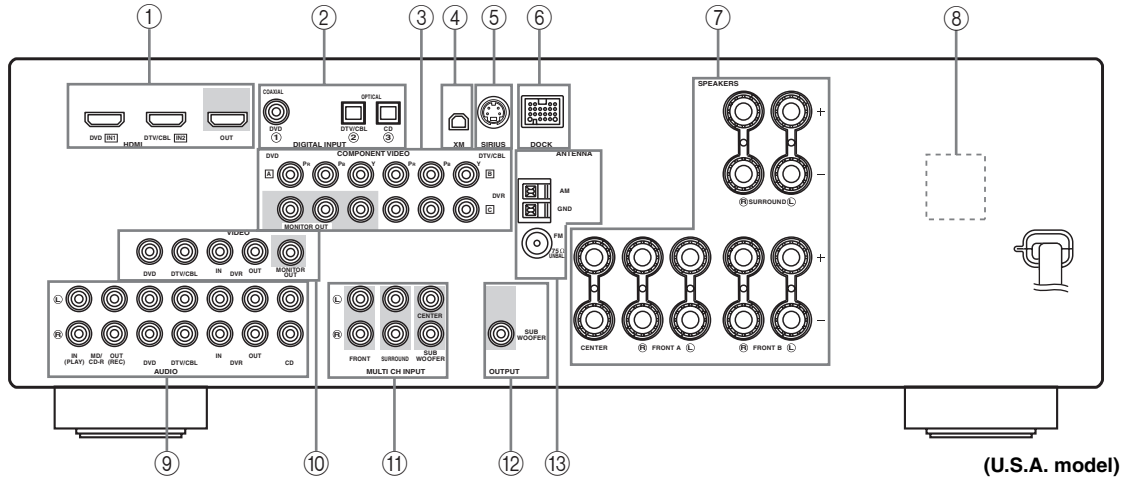 ① ② ③ ④ ⑤ ⑥ ⑦ ⑧
SPEAKERS
COAXIAL OPTICAL
DVD IN1 DTV/CBL IN2 OUT
HDMI
DVD ① DTV/CBL ② CD ③
DIGITAL INPUT
XM SIRIUS DOCK
DVD COMPONENT VIDEO DTV/CBL
A PR PB Y PR PB Y B
DVR
C
MONITOR OUT
ANTENNA
AM
GND
FM
75Ω
UNBAL.
+
–
R SURROUND L
VIDEO
DVD DTV/CBL IN DVR OUT MONITOR OUT
L
R
IN (PLAY) MD/CD-R OUT (REC) DVD DTV/CBL IN DVR OUT CD
AUDIO
L
R
CENTER
FRONT SURROUND SUB WOOFER
MULTI CH INPUT
SUB WOOFER
OUTPUT
+
–
CENTER R FRONT A L R FRONT B L
⑨ ⑩ ⑪ ⑫ ⑬
(U.S.A. model)